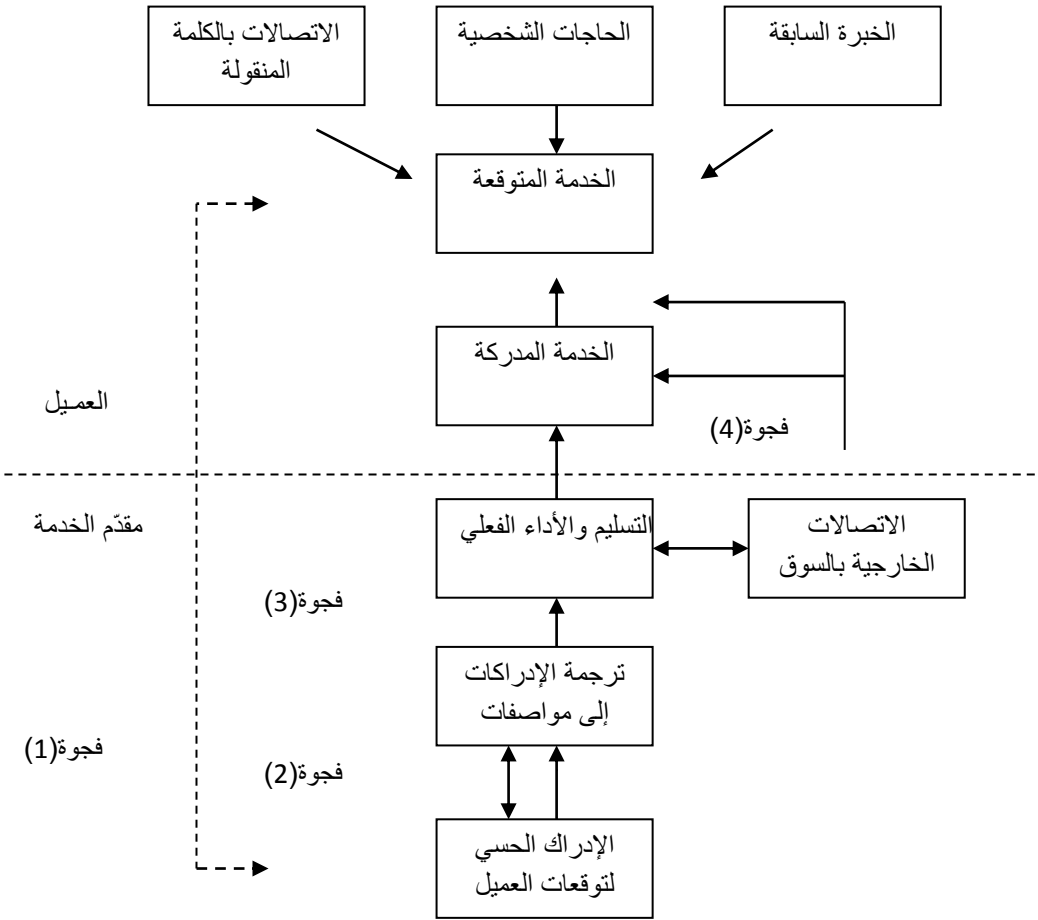 الخبرة السابقة
الحاجات الشخصية
الاتصالات بالكلمة
المنقولة
الخدمة المتوقعة
الخدمة المدركة
العميل
فجوة(4)
مقدّم الخدمة
التسليم والأداء الفعلي
الاتصالات
الخارجية بالسوق
فجوة(3)
ترجمة الإدراكات
إلى مواصفات
فجوة(1)
فجوة(2)
الإدراك الحسي
لتوقعات العميل